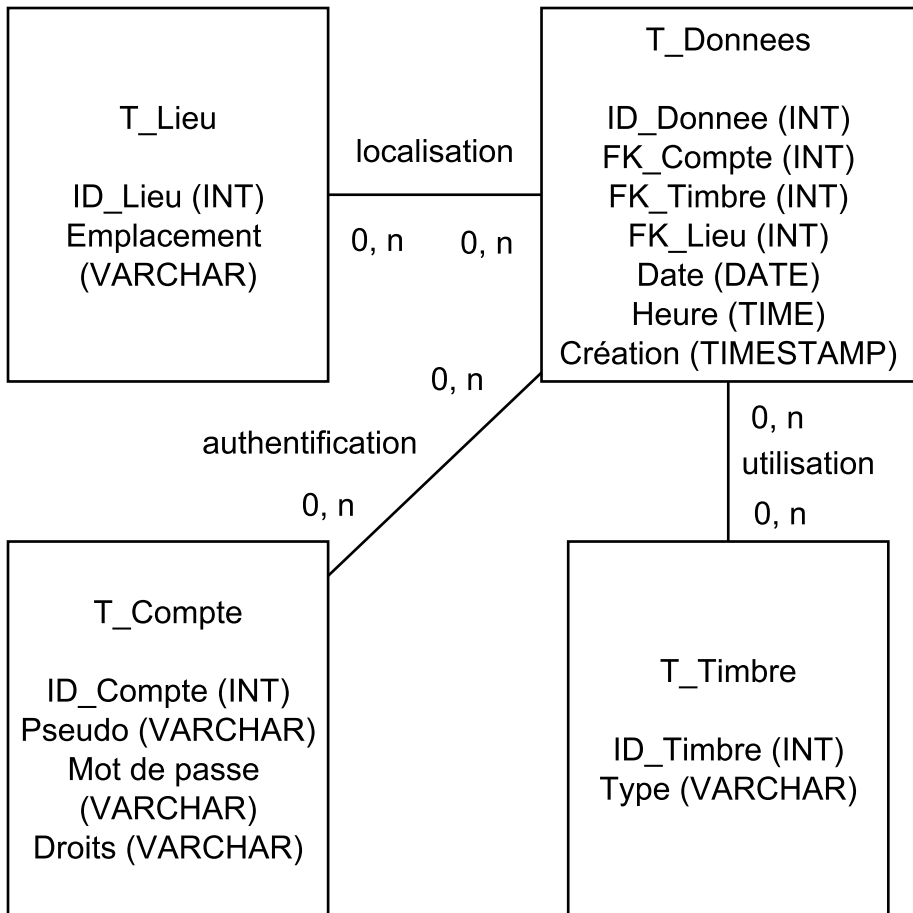 T_Lieu
ID_Lieu (INT)
Emplacement
(VARCHAR)
localisation
0, n
0, n
T_Donnees
ID_Donnee (INT)
FK_Compte (INT)
FK_Timbre (INT)
FK_Lieu (INT)
Date (DATE)
Heure (TIME)
Création (TIMESTAMP)
0, n
authentification
0, n
0, n
utilisation
0, n
T_Compte
ID_Compte (INT)
Pseudo (VARCHAR)
Mot de passe
(VARCHAR)
Droits (VARCHAR)
T_Timbre
ID_Timbre (INT)
Type (VARCHAR)